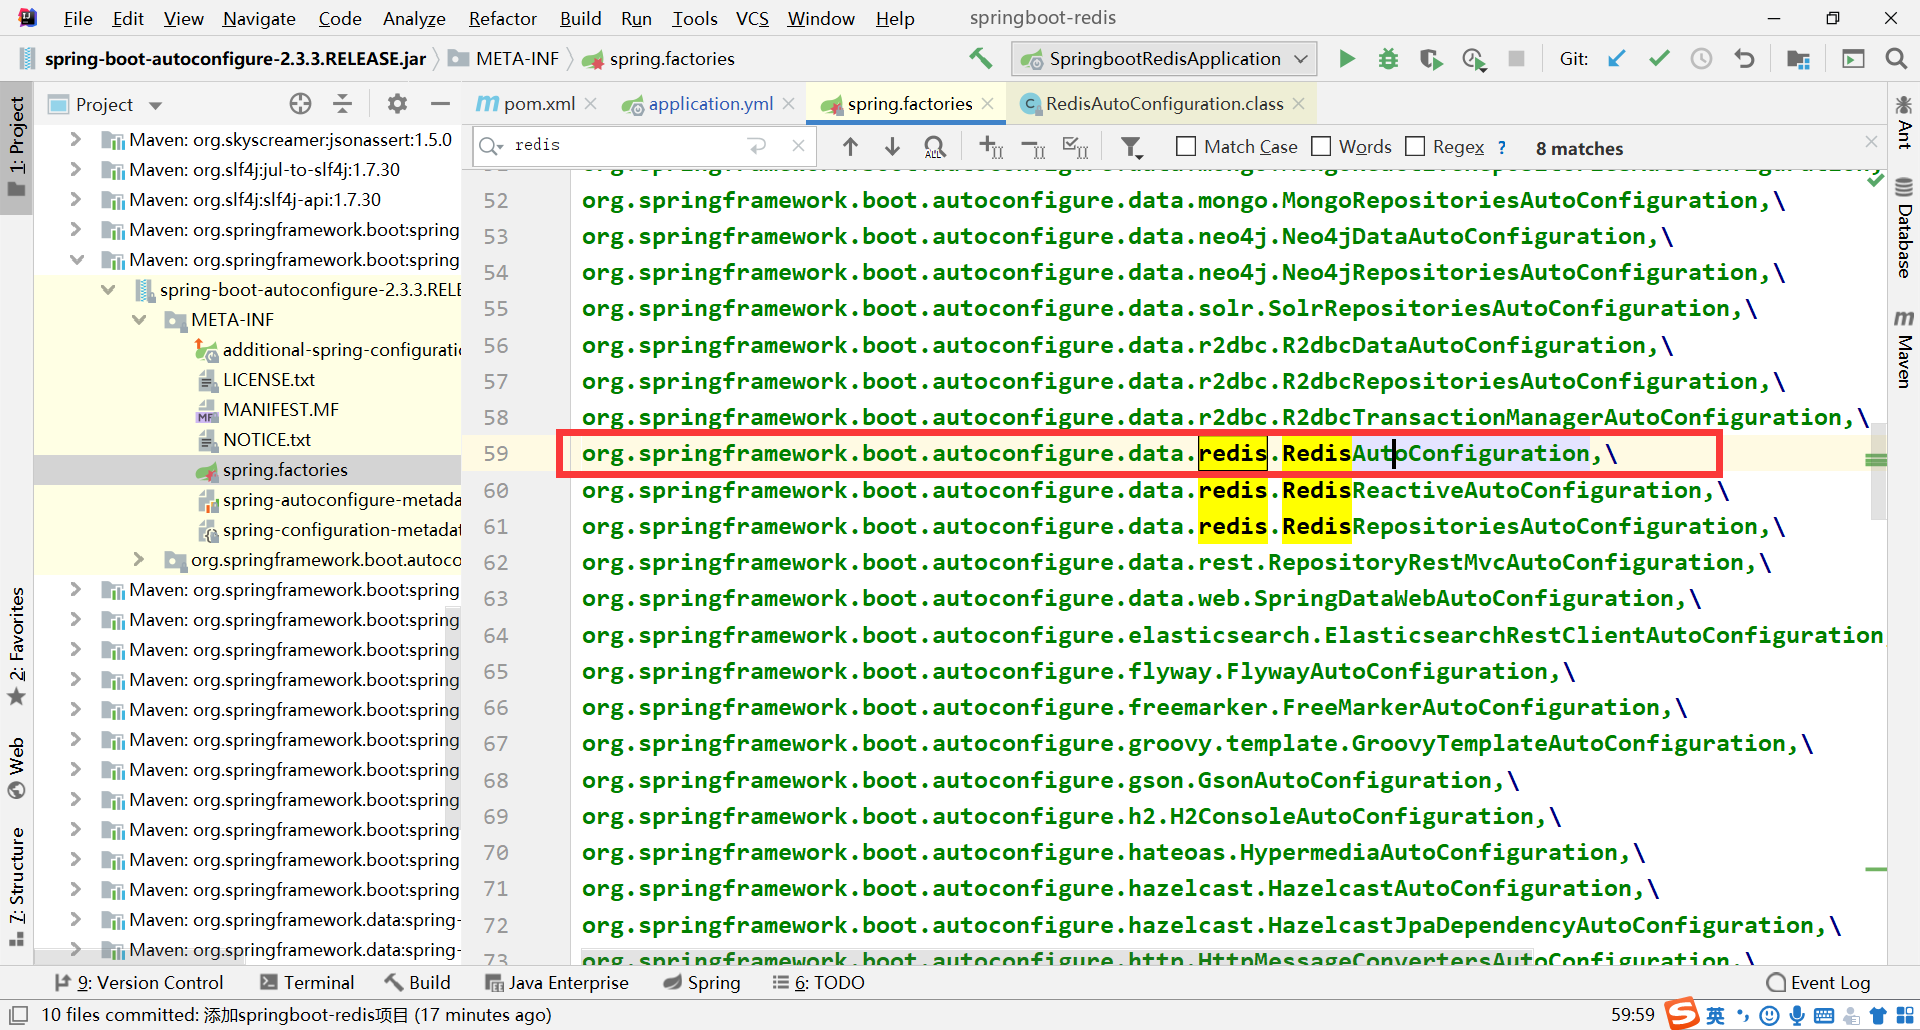 File Edit View Navigate Code Analyze Refactor Build Run Tools VCS Window Help springboot-redis
spring-boot-autoconfigure-2.3.3.RELEASE.jar META-INF spring.factories SpringbootRedisApplication Git:
Project pom.xml application.yml spring.factories RedisAutoConfiguration.class
redis Match Case Words Regex ? 8 matches
1: Project
2: Favorites
Web
7: Structure
Ant
Database
Maven
Maven: org.skyscreamer:jsonassert:1.5.0
Maven: org.slf4j:jul-to-slf4j:1.7.30
Maven: org.slf4j:slf4j-api:1.7.30
Maven: org.springframework.boot:spring
Maven: org.springframework.boot:spring
spring-boot-autoconfigure-2.3.3.RELE
META-INF
additional-spring-configuratio
LICENSE.txt
MANIFEST.MF
NOTICE.txt
spring.factories
spring-autoconfigure-metada
spring-configuration-metadat
org.springframework.boot.autoco
Maven: org.springframework.boot:spring
Maven: org.springframework.boot:spring
Maven: org.springframework.boot:spring
Maven: org.springframework.boot:spring
Maven: org.springframework.boot:spring
Maven: org.springframework.boot:spring
Maven: org.springframework.boot:spring
Maven: org.springframework.boot:spring
Maven: org.springframework.boot:spring
Maven: org.springframework.boot:spring
Maven: org.springframework.boot:spring
Maven: org.springframework.data:spring-
Maven: org.springframework.data:spring-
52 org.springframework.boot.autoconfigure.data.mongo.MongoRepositoriesAutoConfiguration,\
53 org.springframework.boot.autoconfigure.data.neo4j.Neo4jDataAutoConfiguration,\
54 org.springframework.boot.autoconfigure.data.neo4j.Neo4jRepositoriesAutoConfiguration,\
55 org.springframework.boot.autoconfigure.data.solr.SolrRepositoriesAutoConfiguration,\
56 org.springframework.boot.autoconfigure.data.r2dbc.R2dbcDataAutoConfiguration,\
57 org.springframework.boot.autoconfigure.data.r2dbc.R2dbcRepositoriesAutoConfiguration,\
58 org.springframework.boot.autoconfigure.data.r2dbc.R2dbcTransactionManagerAutoConfiguration,\
59 org.springframework.boot.autoconfigure.data.redis.RedisAutoConfiguration,\
60 org.springframework.boot.autoconfigure.data.redis.RedisReactiveAutoConfiguration,\
61 org.springframework.boot.autoconfigure.data.redis.RedisRepositoriesAutoConfiguration,\
62 org.springframework.boot.autoconfigure.data.rest.RepositoryRestMvcAutoConfiguration,\
63 org.springframework.boot.autoconfigure.data.web.SpringDataWebAutoConfiguration,\
64 org.springframework.boot.autoconfigure.elasticsearch.ElasticsearchRestClientAutoConfiguration
65 org.springframework.boot.autoconfigure.flyway.FlywayAutoConfiguration,\
66 org.springframework.boot.autoconfigure.freemarker.FreeMarkerAutoConfiguration,\
67 org.springframework.boot.autoconfigure.groovy.template.GroovyTemplateAutoConfiguration,\
68 org.springframework.boot.autoconfigure.gson.GsonAutoConfiguration,\
69 org.springframework.boot.autoconfigure.h2.H2ConsoleAutoConfiguration,\
70 org.springframework.boot.autoconfigure.hateoas.HypermediaAutoConfiguration,\
71 org.springframework.boot.autoconfigure.hazelcast.HazelcastAutoConfiguration,\
72 org.springframework.boot.autoconfigure.hazelcast.HazelcastJpaDependencyAutoConfiguration,\
73 org.springframework.boot.autoconfigure.http.HttpMessageConvertersAutoConfiguration,\
9: Version Control Terminal Build Java Enterprise Spring 6: TODO Event Log
10 files committed: 添加springboot-redis项目 (17 minutes ago) 59:59 英